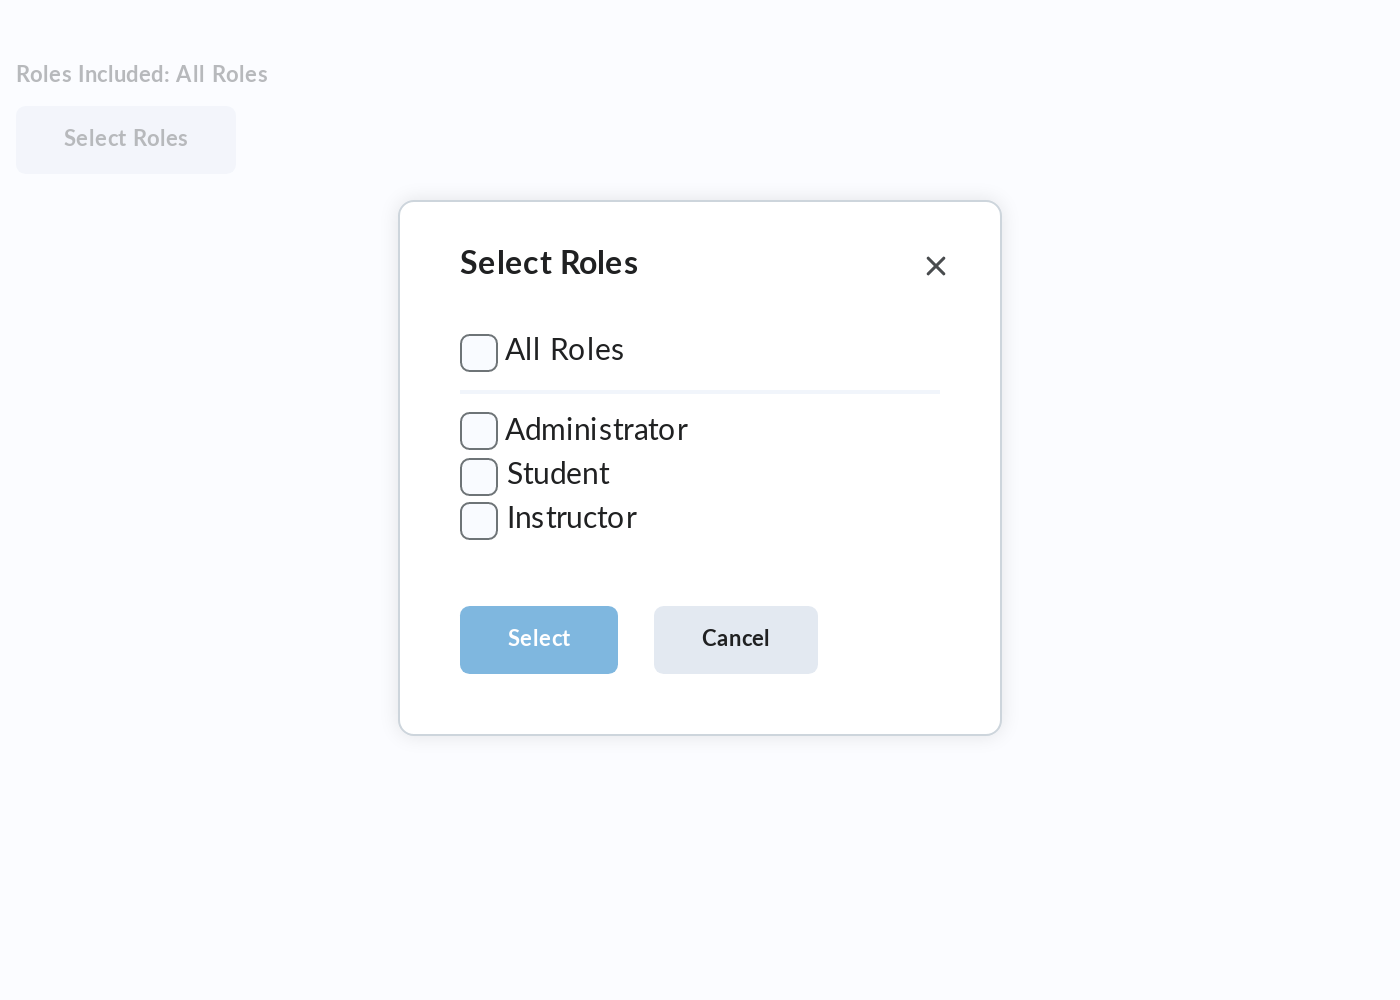 Roles Included: All Roles
Select Roles
Select Roles
All Roles
Administrator
Student
Instructor
Select
Cancel